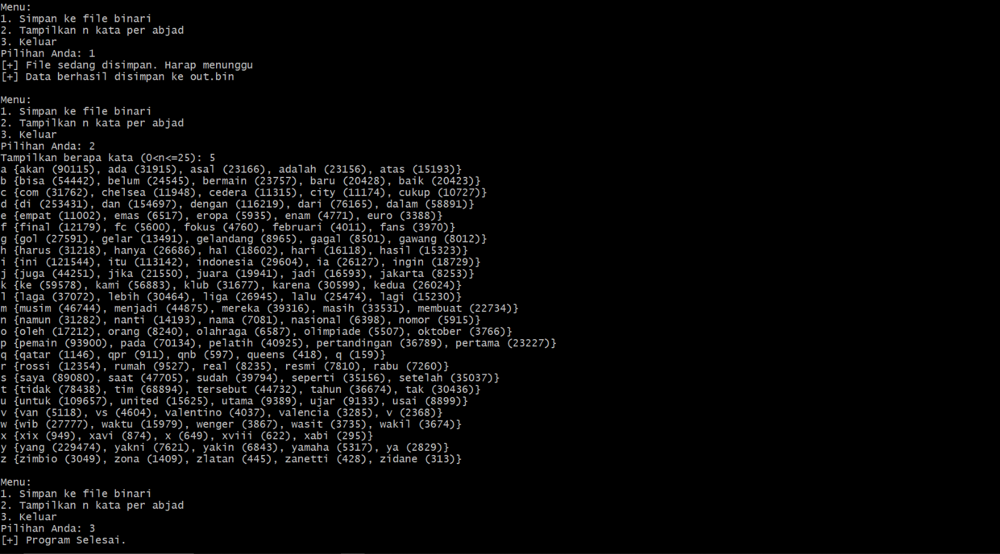 Menu:
1. Simpan ke file binari
2. Tampilkan n kata per abjad
3. Keluar
Pilihan Anda: 1
[+] File sedang disimpan. Harap menunggu
[+] Data berhasil disimpan ke out.bin
Menu:
1. Simpan ke file binari
2. Tampilkan n kata per abjad
3. Keluar
Pilihan Anda: 2
Tampilkan berapa kata (0<n<=25): 5
a {akan (90115), ada (31915), asal (23166), adalah (23156), atas (15193)}
b {bisa (54442), belum (24545), bermain (23757), baru (20428), baik (20423)}
c {com (31762), chelsea (11948), cedera (11315), city (11174), cukup (10727)}
d {di (253431), dan (154697), dengan (116219), dari (76165), dalam (58891)}
e {empat (11002), emas (6517), eropa (5935), enam (4771), euro (3388)}
f {final (12179), fc (5600), fokus (4760), februari (4011), fans (3970)}
g {gol (27591), gelar (13491), gelandang (8965), gagal (8501), gawang (8012)}
h {harus (31218), hanya (26686), hal (18602), hari (16118), hasil (15323)}
i {ini (121544), itu (113142), indonesia (29604), ia (26127), ingin (18729)}
j {juga (44251), jika (21550), juara (19941), jadi (16593), jakarta (8253)}
k {ke (59578), kami (56883), klub (31677), karena (30599), kedua (26024)}
l {laga (37072), lebih (30464), liga (26945), lalu (25474), lagi (15230)}
m {musim (46744), menjadi (44875), mereka (39316), masih (33531), membuat (22734)}
n {namun (31282), nanti (14193), nama (7081), nasional (6398), nomor (5915)}
o {oleh (17212), orang (8240), olahraga (6587), olimpiade (5507), oktober (3766)}
p {pemain (93900), pada (70134), pelatih (40925), pertandingan (36789), pertama (23227)}
q {qatar (1146), qpr (911), qnb (597), queens (418), q (159)}
r {rossi (12354), rumah (9527), real (8235), resmi (7810), rabu (7260)}
s {saya (89080), saat (47705), sudah (39794), seperti (35156), setelah (35037)}
t {tidak (78438), tim (68894), tersebut (44732), tahun (36674), tak (30436)}
u {untuk (109657), united (15625), utama (9389), ujar (9133), usai (8899)}
v {van (5118), vs (4604), valentino (4037), valencia (3285), v (2368)}
w {wib (27777), waktu (15979), wenger (3867), wasit (3735), wakil (3674)}
x {xix (949), xavi (874), x (649), xviii (622), xabi (295)}
y {yang (229474), yakni (7621), yakin (6843), yamaha (5317), ya (2829)}
z {zimbio (3049), zona (1409), zlatan (445), zanetti (428), zidane (313)}
Menu:
1. Simpan ke file binari
2. Tampilkan n kata per abjad
3. Keluar
Pilihan Anda: 3
[+] Program Selesai.